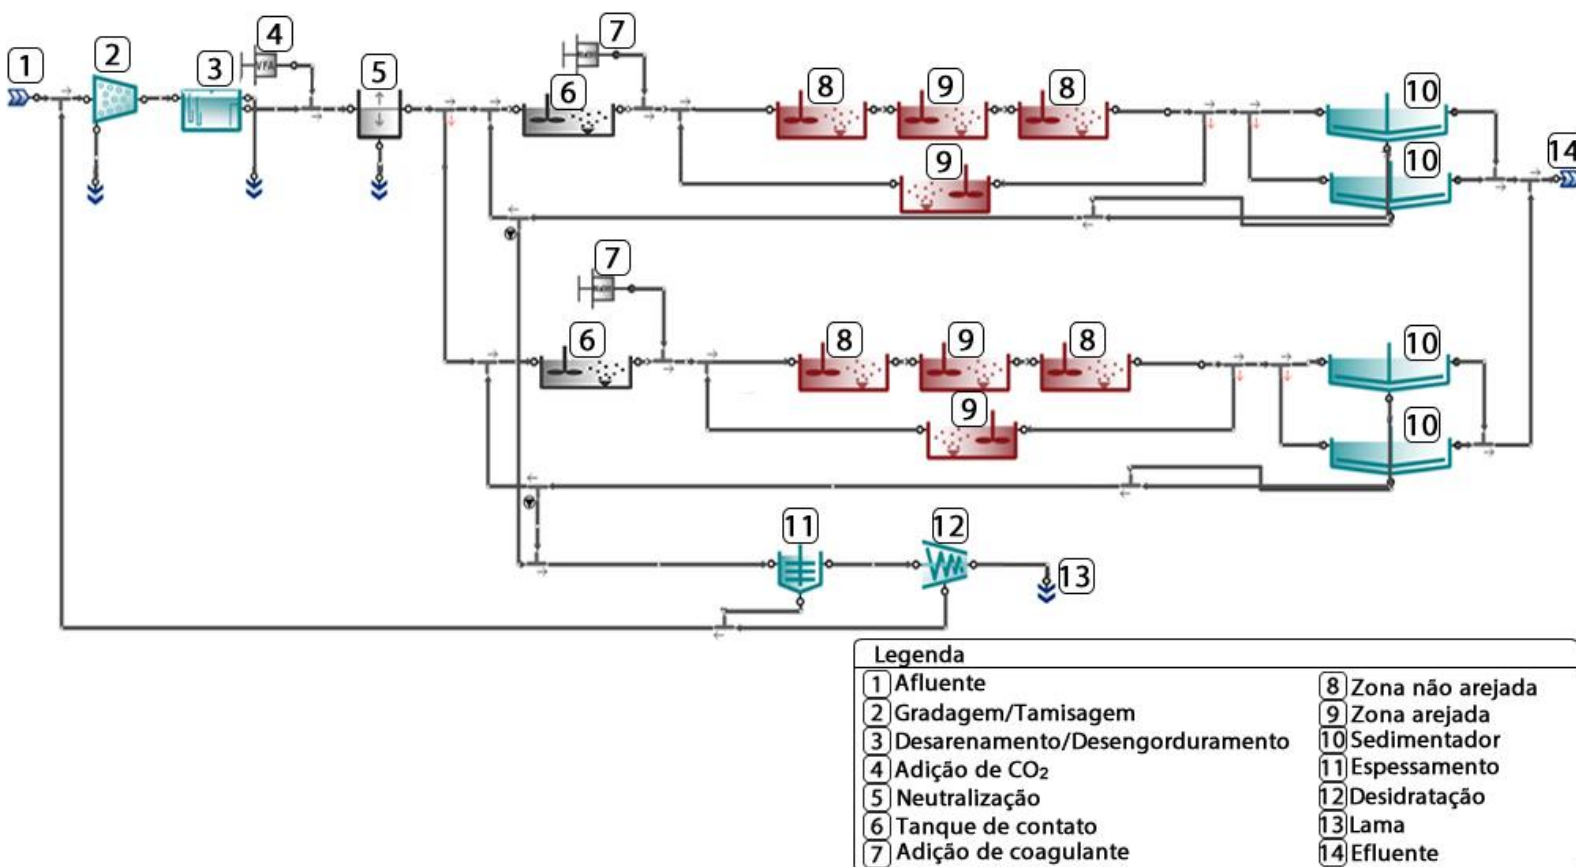 4
7
2
1
3
5
6
8
9
8
10
14
9
10
7
6
8
9
8
10
9
10
11
12
13
Legenda
1 Afluente
2 Gradagem/Tamisagem
3 Desarenamento/Desengorduramento
4 Adição de CO₂
5 Neutralização
6 Tanque de contato
7 Adição de coagulante
8 Zona não arejada
9 Zona arejada
10 Sedimentador
11 Espessamento
12 Desidratação
13 Lama
14 Efluente